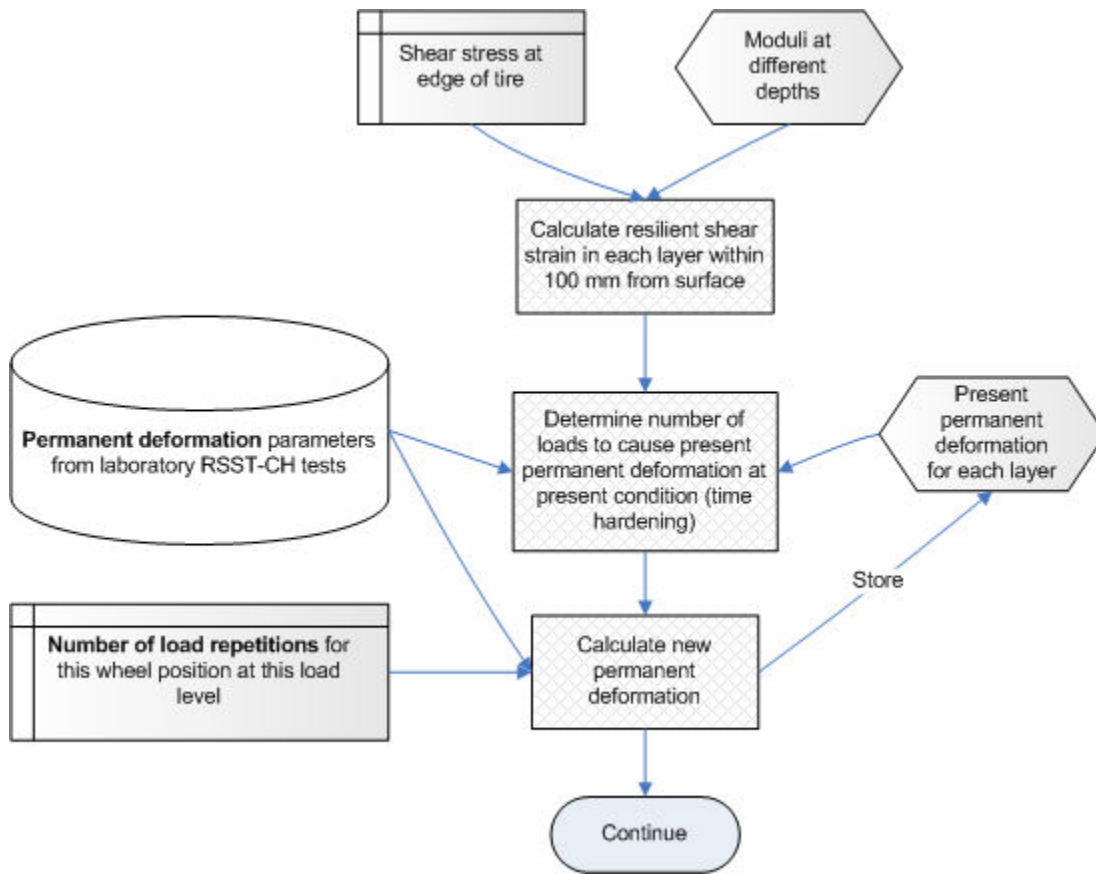 Shear stress at
edge of tire
Moduli at
different
depths
Calculate resilient shear
strain in each layer within
100 mm from surface
Permanent deformation parameters
from laboratory RSST-CH tests
Determine number of
loads to cause present
permanent deformation at
present condition (time
hardening)
Present
permanent
deformation
for each layer
Store
Number of load repetitions for
this wheel position at this load
level
Calculate new
permanent
deformation
Continue